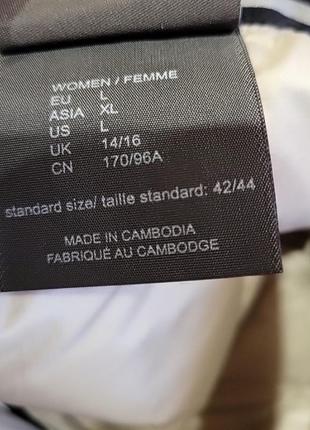 WOMEN / FEMME
EU L
ASIA XL
US L
UK 14/16
CN 170/96A
standard size/ taille standard: 42/44
MADE IN CAMBODIA
FABRIQUÉ AU CAMBODGE